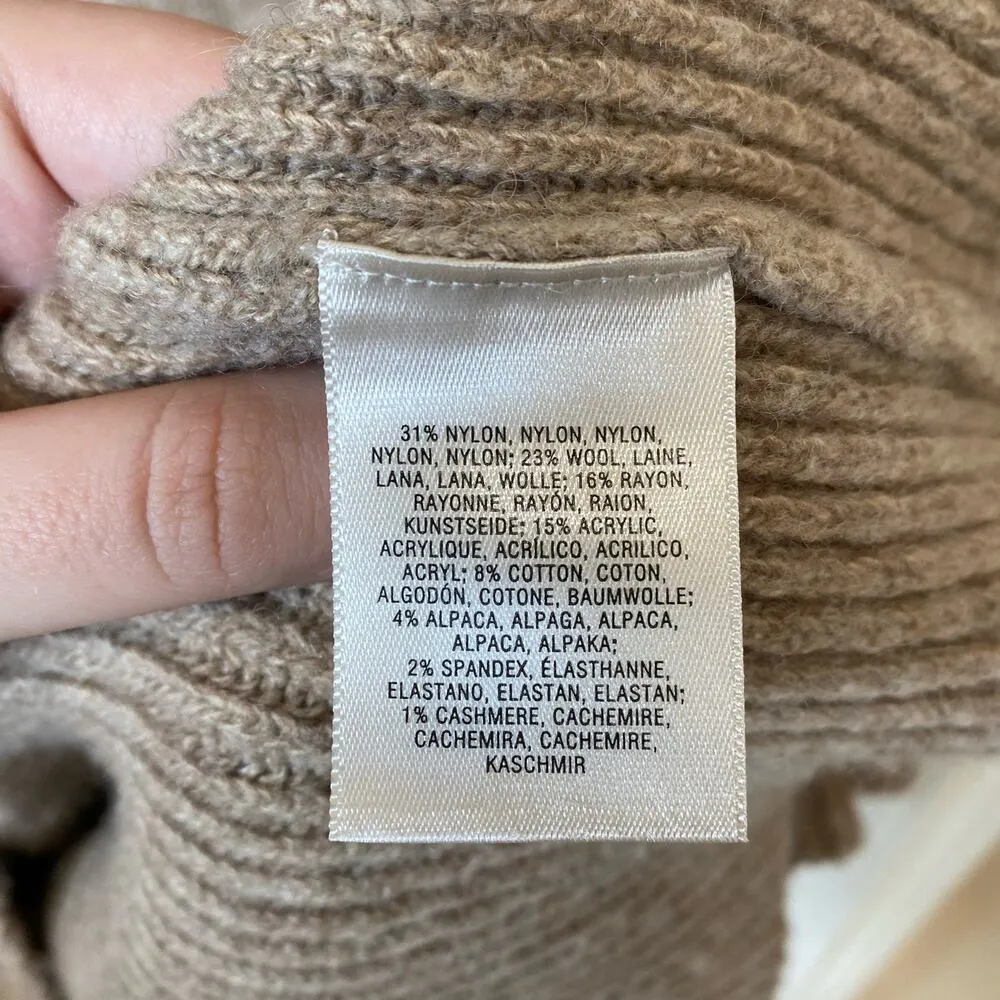 31% NYLON, NYLON, NYLON,
NYLON, NYLON; 23% WOOL, LAINE,
LANA, LANA, WOLLE; 16% RAYON,
RAYONNE, RAYÓN, RAION,
KUNSTSEIDE; 15% ACRYLIC,
ACRYLIQUE, ACRÍLICO, ACRILICO,
ACRYL; 8% COTTON, COTON,
ALGODÓN, COTONE, BAUMWOLLE;
4% ALPACA, ALPAGA, ALPACA,
ALPACA, ALPAKA;
2% SPANDEX, ÉLASTHANNE,
ELASTANO, ELASTAN, ELASTAN;
1% CASHMERE, CACHEMIRE,
CACHEMIRA, CACHEMIRE,
KASCHMIR